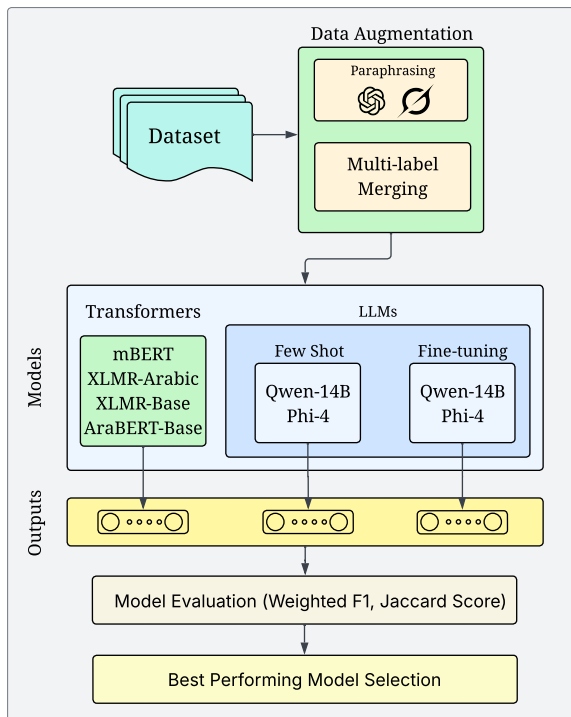 Data Augmentation
Paraphrasing
Dataset
Multi-label
Merging
Models
Transformers
mBERT
XLMR-Arabic
XLMR-Base
AraBERT-Base
LLMs
Few Shot
Qwen-14B
Phi-4
Fine-tuning
Qwen-14B
Phi-4
Outputs
Model Evaluation (Weighted F1, Jaccard Score)
Best Performing Model Selection